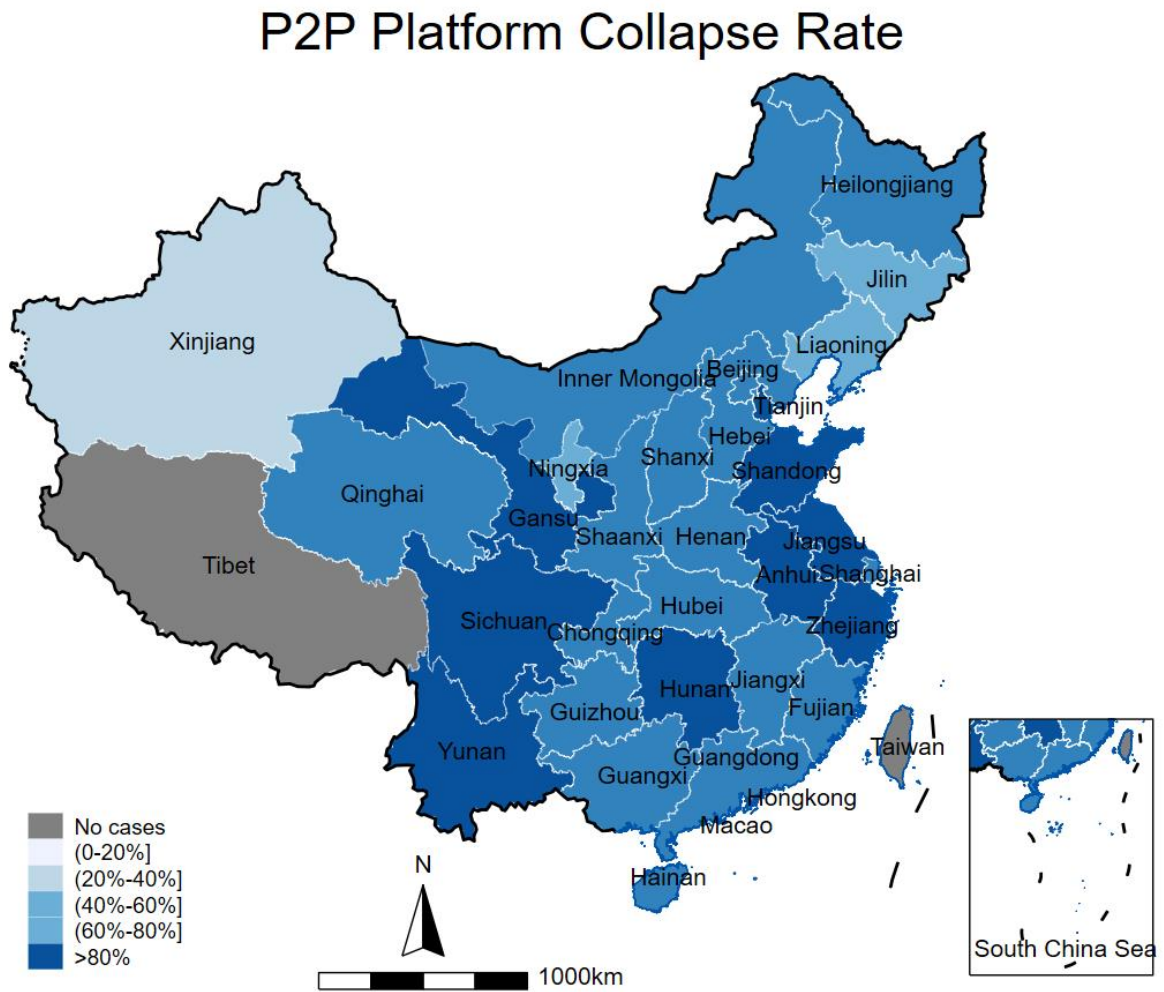 P2P Platform Collapse Rate
Heilongjiang
Jilin
Xinjiang
Liaoning
Beijing
Inner Mongolia
Tianjin
Hebei
Shanxi
Ningxia
Shandong
Qinghai
Gansu
Shaanxi
Henan
Jiangsu
Tibet
Anhui
Shanghai
Hubei
Sichuan
Chongqing
Zhejiang
Jiangxi
Hunan
Guizhou
Fujian
Yunan
Taiwan
Guangdong
Guangxi
Hongkong
Macao
Hainan
No cases
(0-20%]
(20%-40%]
(40%-60%]
(60%-80%]
>80%
N
1000km
South China Sea